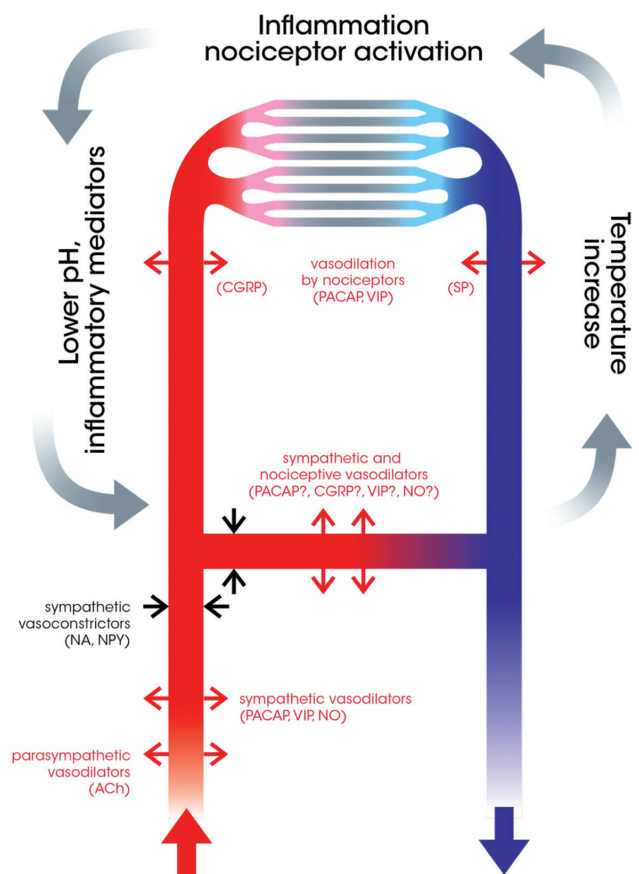 Inflammation
nociceptor activation
Lower pH,
inflammatory mediators
Temperature
increase
(CGRP)
vasodilation
by nociceptors
(PACAP, VIP)
(SP)
sympathetic and
nociceptive vasodilators
(PACAP?, CGRP?, VIP?, NO?)
sympathetic
vasoconstrictors
(NA, NPY)
sympathetic vasodilators
(PACAP, VIP, NO)
parasympathetic
vasodilators
(ACh)